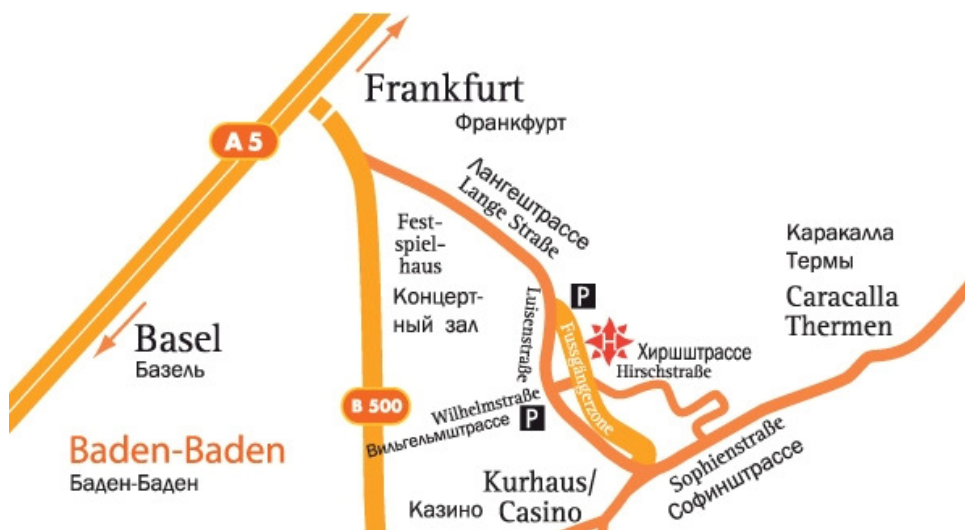 Frankfurt
Франкфурт
A 5
Лангештрассе
Lange Straße
Fest-
spiel-
haus
Концерт-
ный зал
Каракалла
Термы
Caracalla
Thermen
P
Luisenstraße
Fussgängerzone
H
Хиршштрассе
Hirschstraße
Basel
Базель
B 500
Wilhelmstraße
Вильгельмштрассе
P
Baden-Baden
Баден-Баден
Kurhaus/
Casino
Казино
Sophienstraße
Софинштрассе